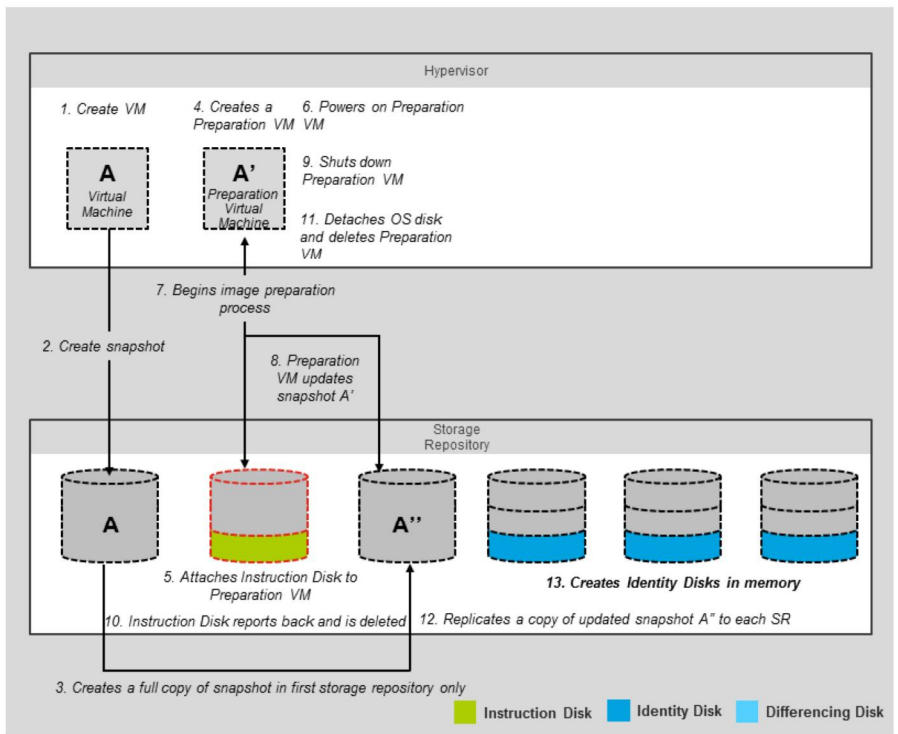 Hypervisor
1. Create VM
4. Creates a
Preparation VM
6. Powers on Preparation
VM
A
Virtual
Machine
A’
Preparation
Virtual
Machine
9. Shuts down
Preparation VM
11. Detaches OS disk
and deletes Preparation
VM
7. Begins image preparation
process
2. Create snapshot
8. Preparation
VM updates
snapshot A’
Storage
Repository
A
A’’
5. Attaches Instruction Disk to
Preparation VM
13. Creates Identity Disks in memory
10. Instruction Disk reports back and is deleted
12. Replicates a copy of updated snapshot A” to each SR
3. Creates a full copy of snapshot in first storage repository only
Instruction Disk
Identity Disk
Differencing Disk